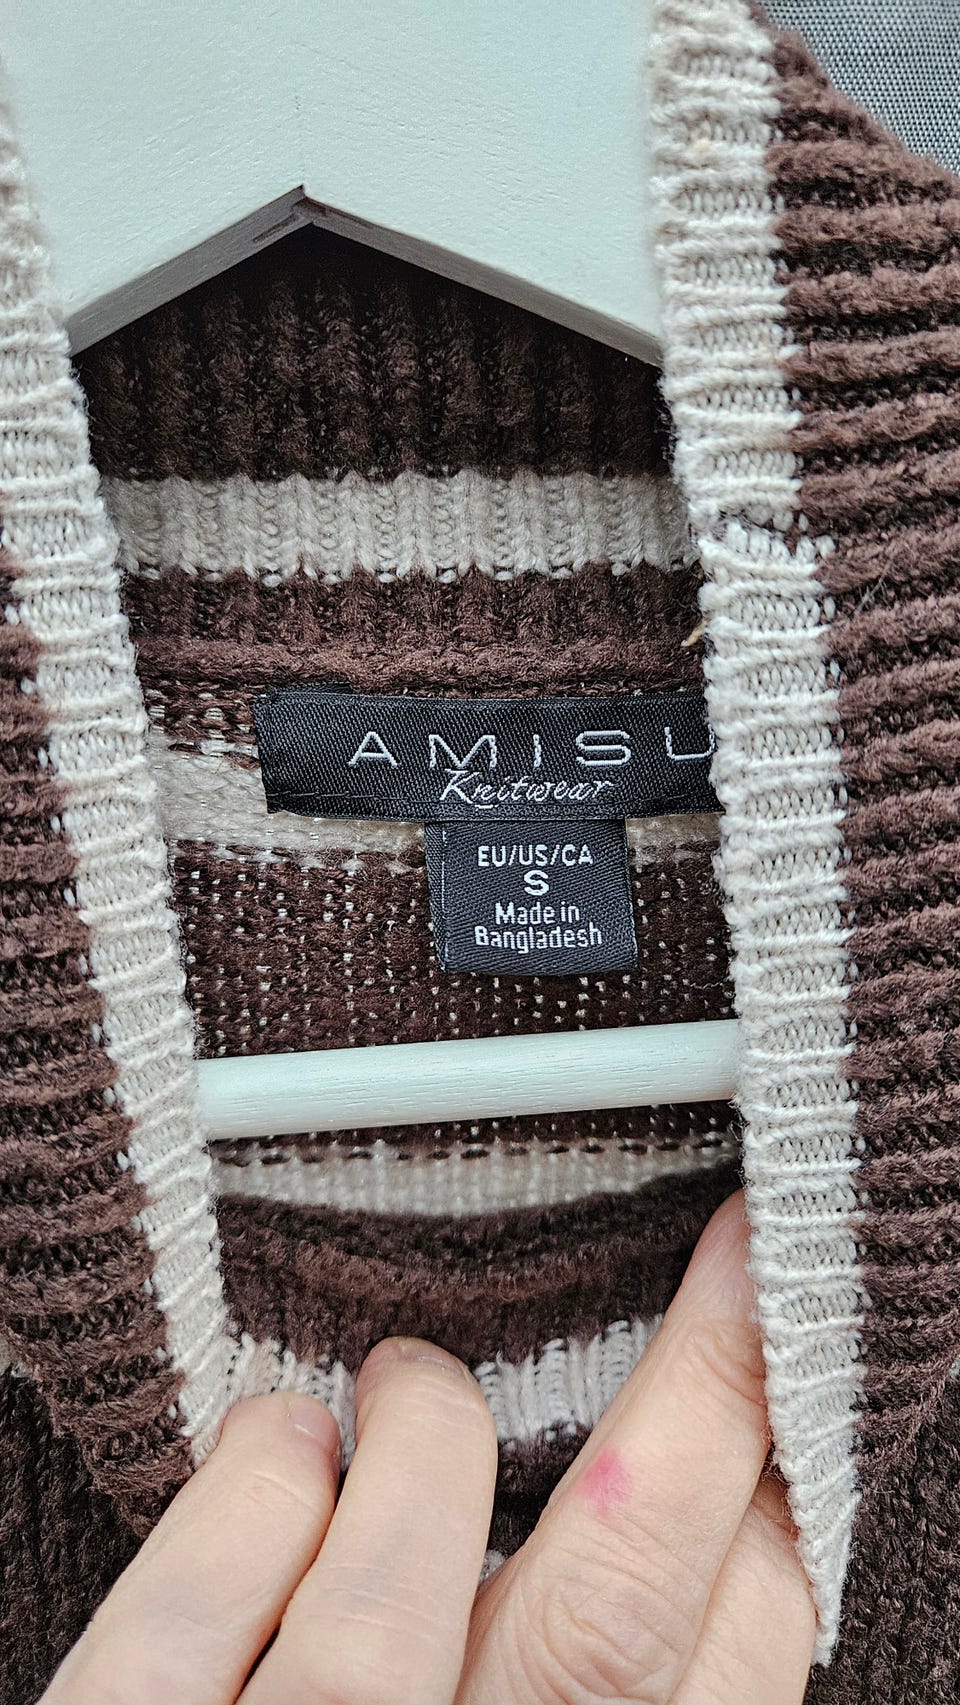 AMISU
Knitwear
EU/US/CA
S
Made in
Bangladesh